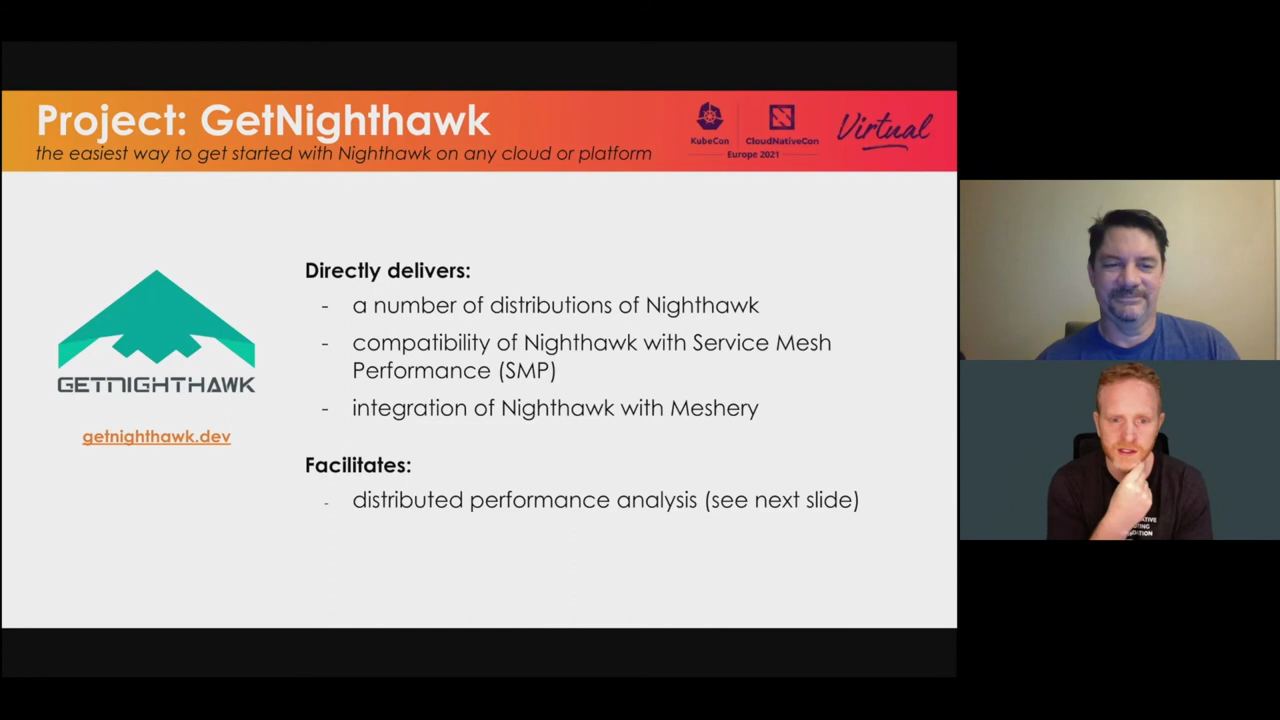 Project: GetNighthawk
the easiest way to get started with Nighthawk on any cloud or platform
KubeCon
CloudNativeCon
Europe 2021
Virtual
Directly delivers:
- a number of distributions of Nighthawk
- compatibility of Nighthawk with Service Mesh
Performance (SMP)
- integration of Nighthawk with Meshery
GETNIGHTHAWK
getnighthawk.dev
Facilitates:
- distributed performance analysis (see next slide)